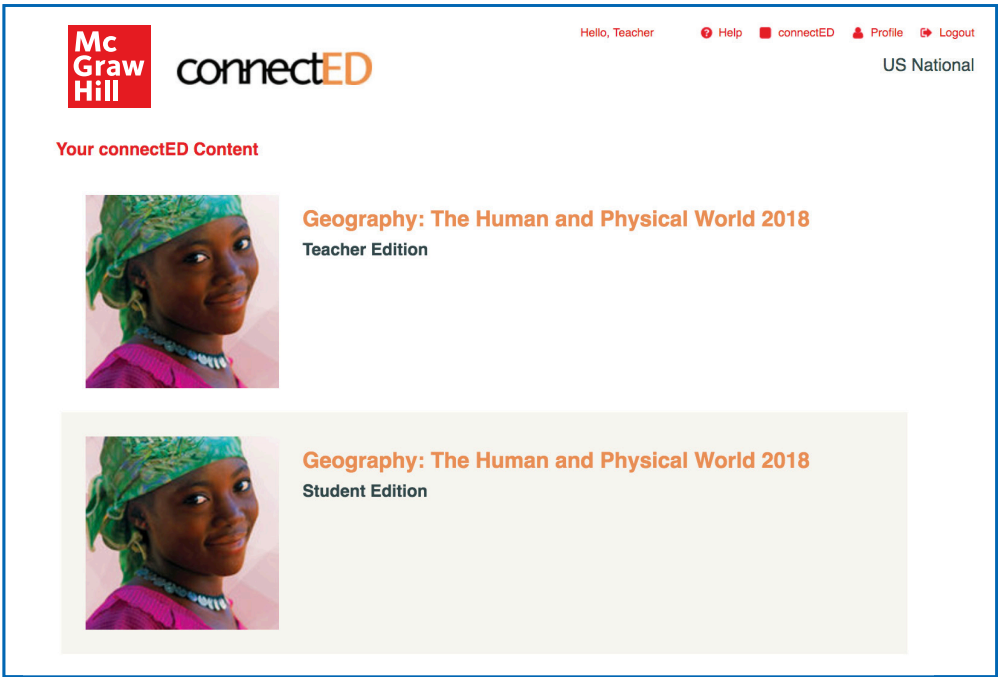 Mc
Graw
Hill
connectED
Hello, Teacher Help connectED Profile Logout
US National
Your connectED Content
Geography: The Human and Physical World 2018
Teacher Edition
Geography: The Human and Physical World 2018
Student Edition